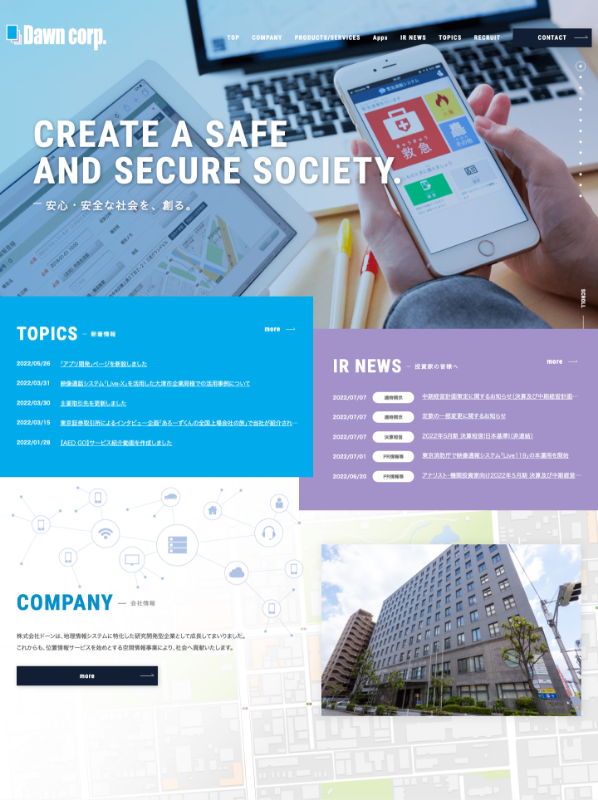 Dawn corp.
TOP COMPANY PRODUCTS/SERVICES Apps IR NEWS TOPICS RECRUIT CONTACT
CREATE A SAFE
AND SECURE SOCIETY.
安心・安全な社会を、創る。
救急
火事
その他
SCROLL
TOPICS 新着情報
more
2022/05/26 「アプリ開発」ページを新設しました
2022/03/31 映像通話システム「Live-X」を活用した大津市企業局様での活用事例について
2022/03/30 主要取引先を更新しました
2022/03/15 東京証券取引所によるインタビュー企画「あろーずくんの全国上場会社の旅」で当社が紹介され…
2022/01/28 【AED GO】サービス紹介動画を作成しました
IR NEWS 投資家の皆様へ
more
2022/07/07 適時開示 中期経営計画策定に関するお知らせ(決算及び中期経営計画…
2022/07/07 適時開示 定款の一部変更に関するお知らせ
2022/07/07 決算短信 2022年5月期 決算短信〔日本基準〕(非連結)
2022/07/01 PR情報等 東京消防庁で映像通報システム「Live119」の本運用を開始
2022/06/20 PR情報等 アナリスト・機関投資家向け2022年5月期 決算及び中期経営…
COMPANY 会社情報
株式会社ドーンは、地理情報システムに特化した研究開発型企業として成長してまいりました。
これからも、位置情報サービスを始めとする空間情報事業により、社会へ貢献いたします。
more